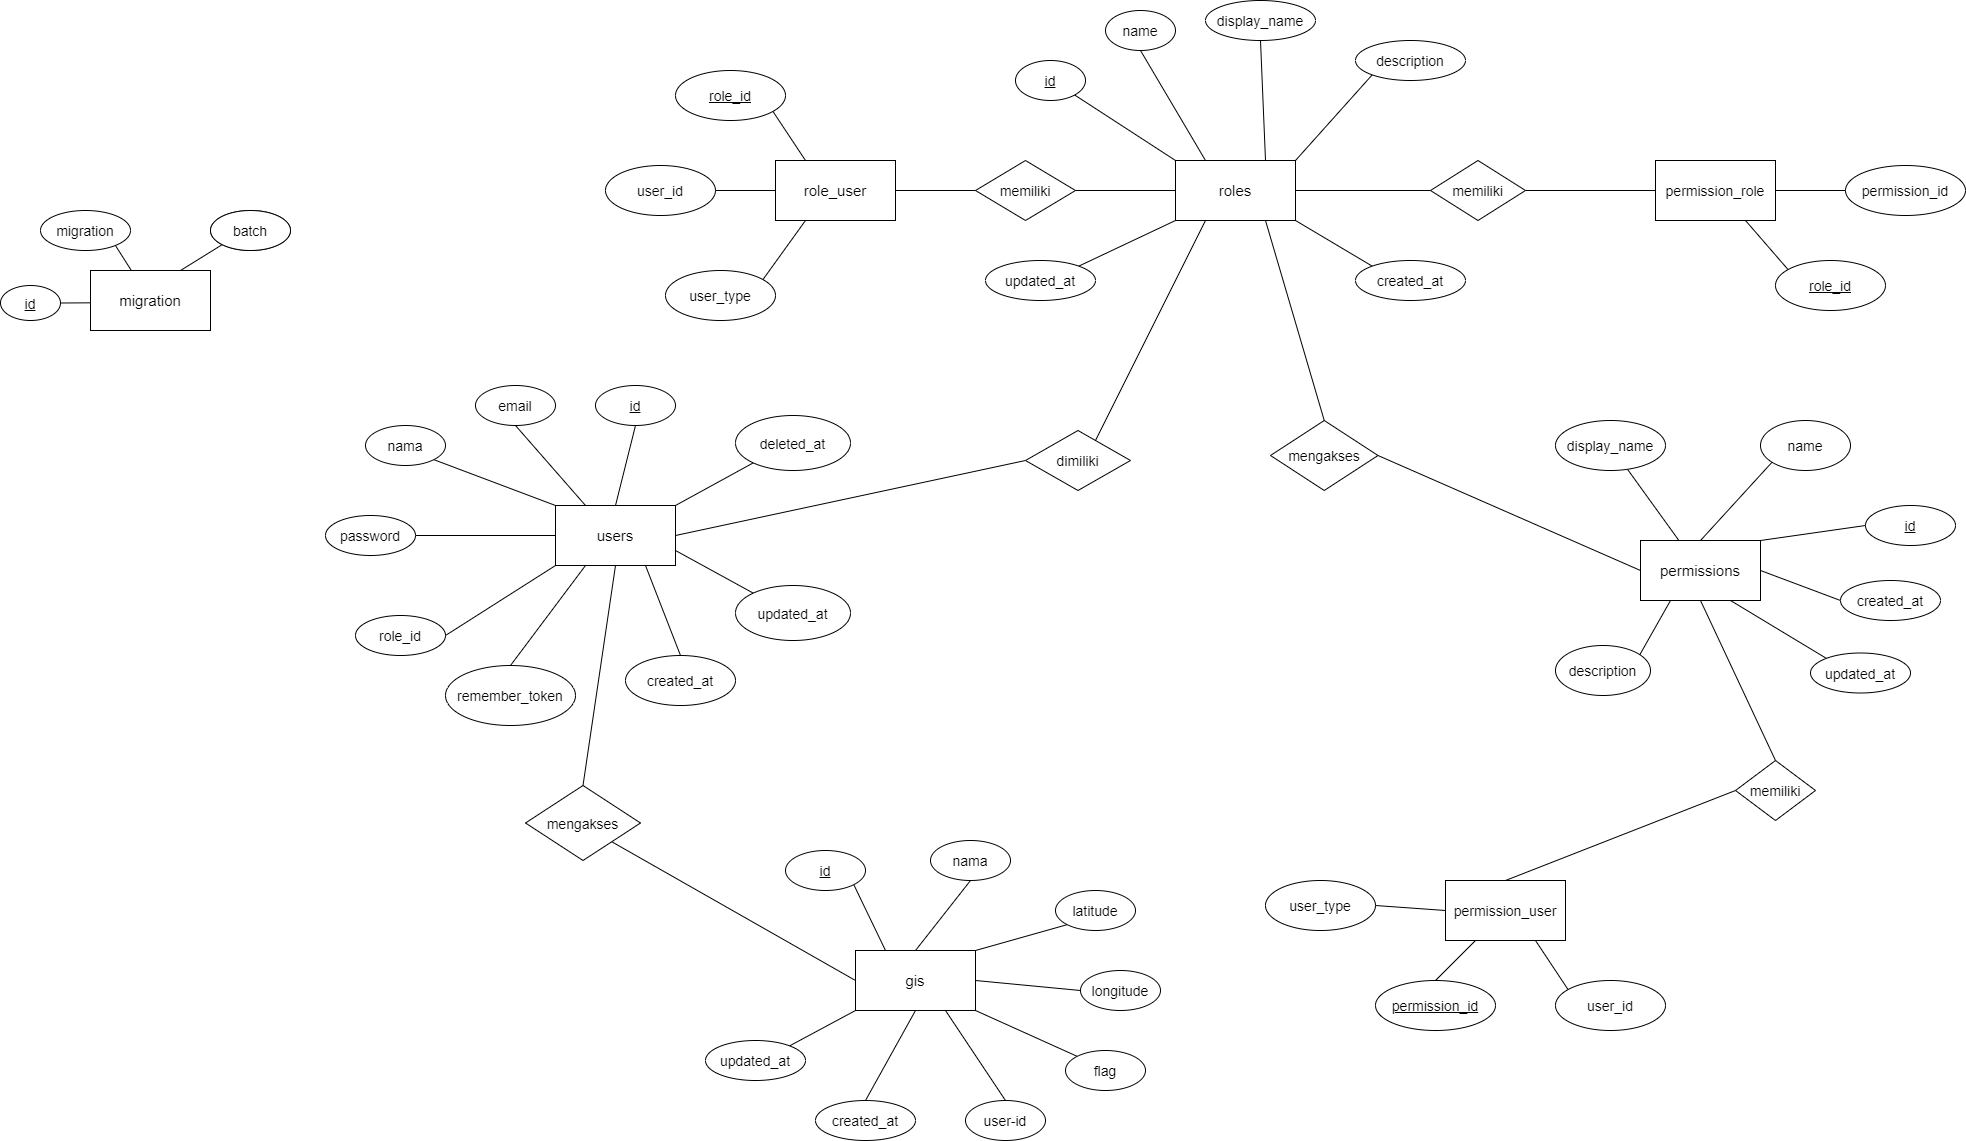 display_name
name
description
id
role_id
role_user
user_id
user_type
memiliki
roles
memiliki
permission_role
permission_id
role_id
updated_at
created_at
migration
batch
id
migration
email
id
nama
deleted_at
password
users
role_id
remember_token
created_at
updated_at
dimiliki
mengakses
display_name
name
id
permissions
created_at
updated_at
description
memiliki
mengakses
id
nama
latitude
gis
longitude
updated_at
created_at
user-id
flag
user_type
permission_user
permission_id
user_id